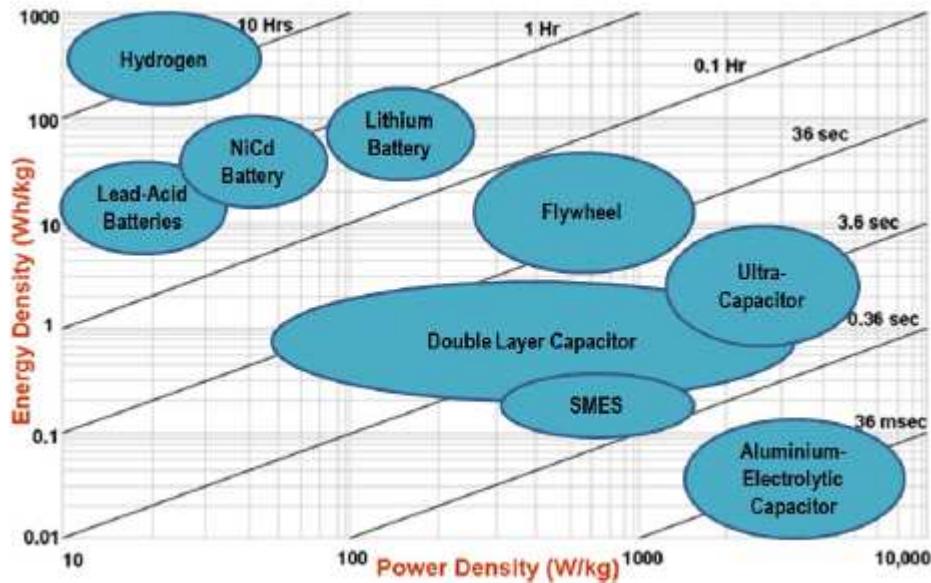 1000
10 Hrs
1 Hr
0.1 Hr
Hydrogen
100
Lithium
Battery
36 sec
NiCd
Battery
Lead-Acid
Batteries
Flywheel
10
3.6 sec
Ultra-
Capacitor
1
Double Layer Capacitor
0.36 sec
SMES
0.1
36 msec
Aluminium-
Electrolytic
Capacitor
0.01
10
100
1000
10,000
Power Density (W/kg)
Energy Density (Wh/kg)